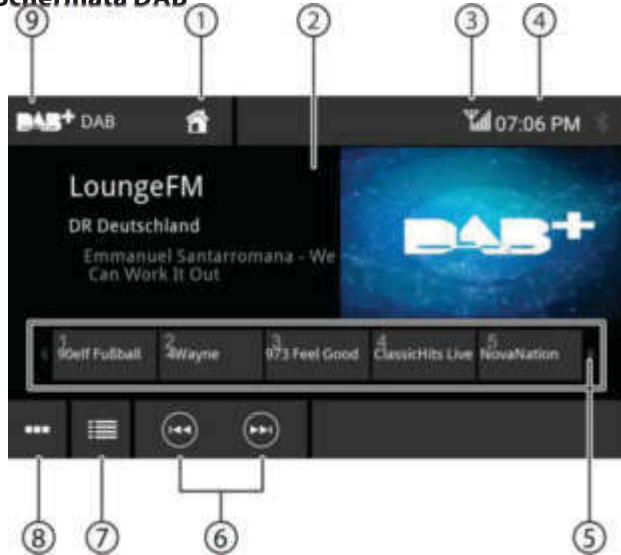 Schermata DAB
9 1 2 3 4
DAB+ DAB 07:06 PM
LoungeFM
DR Deutschland
Emmanuel Santarromana - We
Can Work It Out
DAB+
1 2 3 4 5
90elf Fußball 4Wayne 973 Feel Good ClassicHits Live NovaNation
8 7 6 5